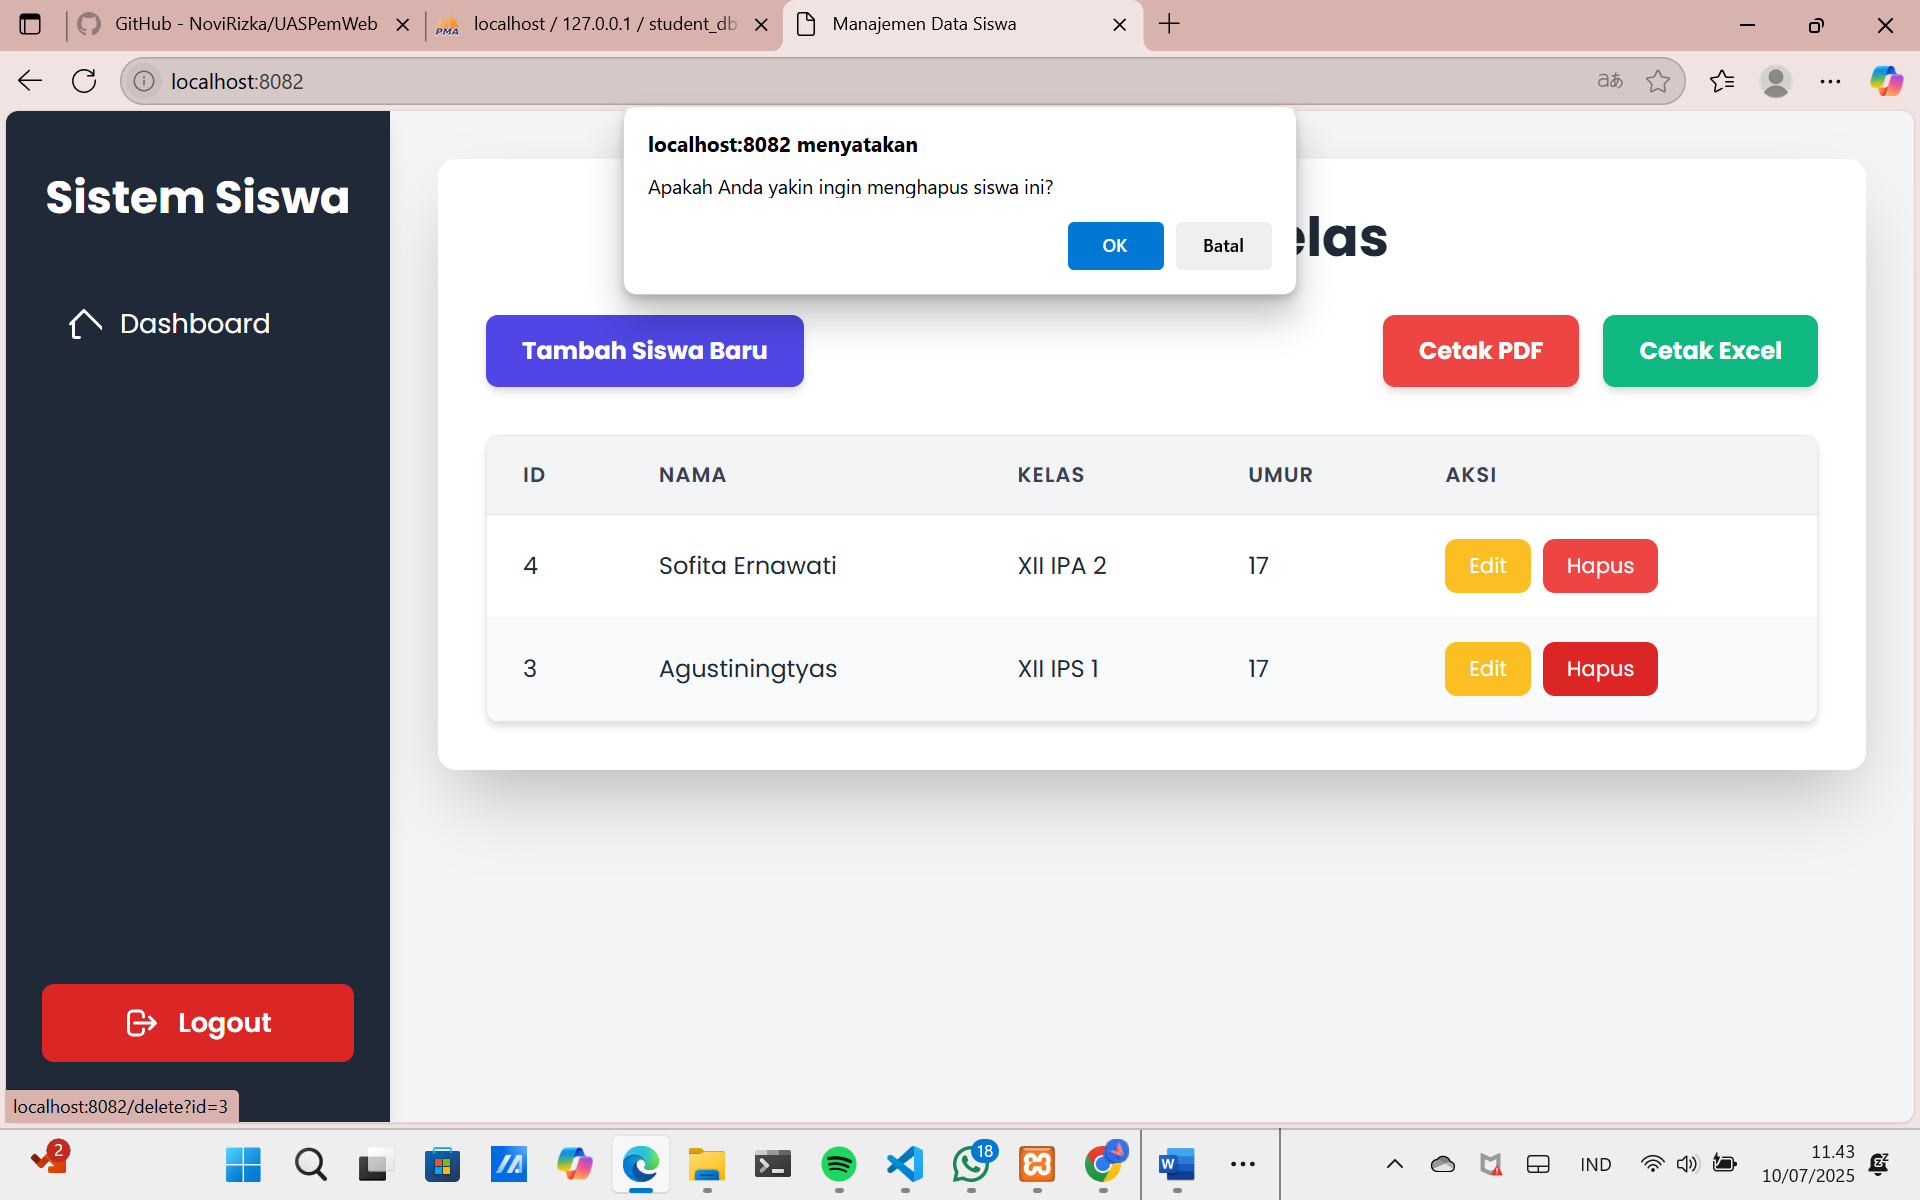 GitHub - NoviRizka/UASPemWeb
localhost / 127.0.0.1 / student_db
Manajemen Data Siswa
localhost:8082
localhost:8082 menyatakan
Apakah Anda yakin ingin menghapus siswa ini?
OK
Batal
Sistem Siswa
elas
Dashboard
Tambah Siswa Baru
Cetak PDF
Cetak Excel
ID NAMA KELAS UMUR AKSI
4 Sofita Ernawati XII IPA 2 17 Edit Hapus
3 Agustiningtyas XII IPS 1 17 Edit Hapus
Logout
localhost:8082/delete?id=3
2
18
IND
11.43
10/07/2025